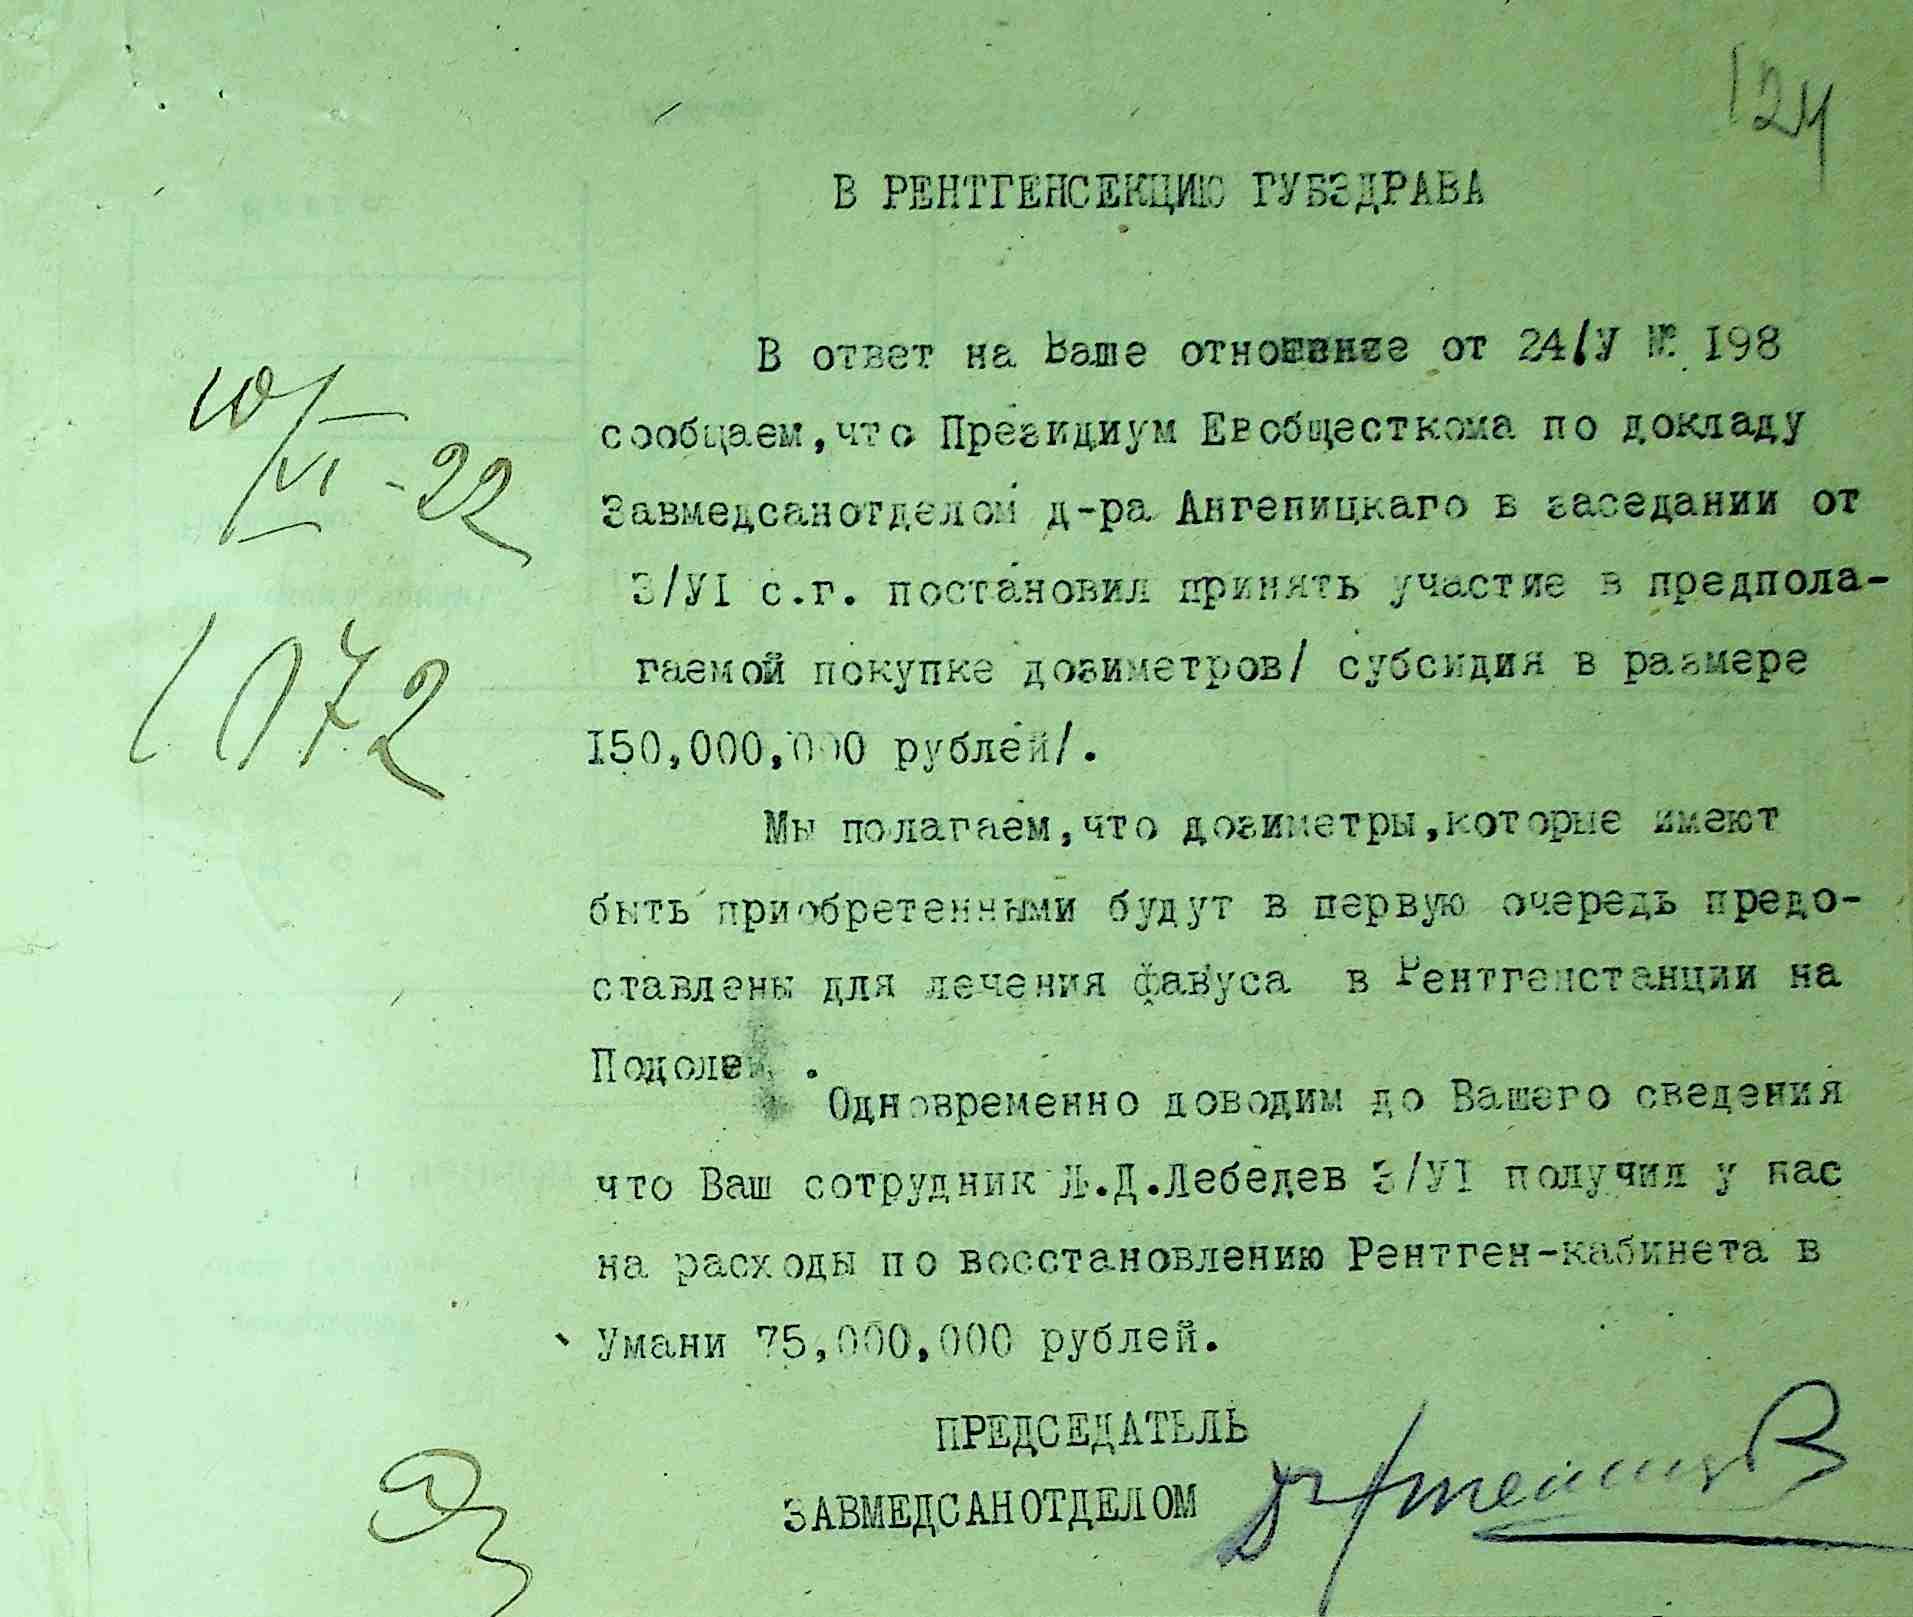 124
В РЕНТГЕНСЕКЦИЮ ГУБЗДРАВА
В ответ на Ваше отношение от 24/У № I98
10/VI-22
сообщаем,что Президиум Евобщесткома по докладу
Завмедсанотделом д-ра Ангепицкаго в заседании от
3/УI с.г. постановил принять участие в предпола-
1072
гаемой покупке дозиметров/ субсидия в размере
I50,000,000 рублей/.
Мы полагаем,что дозиметры,которые имеют
быть приобретенными будут в первую очередь предо-
ставлены для лечения фавуса в Рентгенстанции на
Подоле .
Одновременно доводим до Вашего сведения
что Ваш сотрудник Д.Лебедев 3/УI получил у нас
на расходы по восстановлению Рентген-кабинета в
Умани 75,000,000 рублей.
ПРЕДСЕДАТЕЛЬ
ЗАВМЕДСАНОТДЕЛОМ